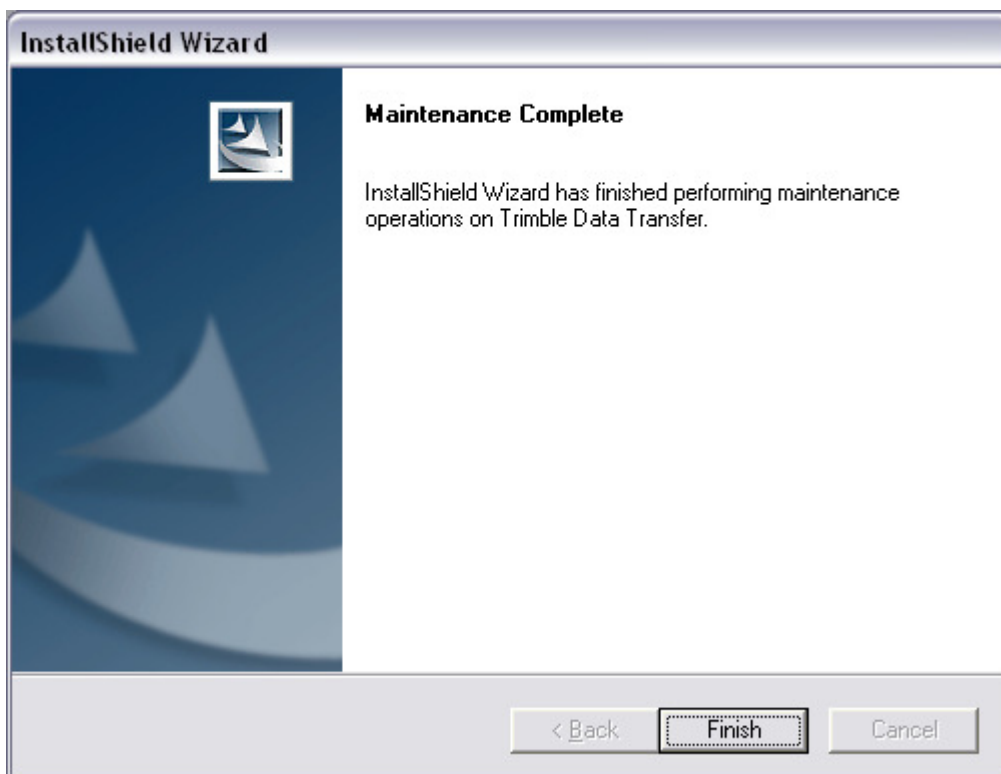 InstallShield Wizard
Maintenance Complete
InstallShield Wizard has finished performing maintenance
operations on Trimble Data Transfer.
< Back
Finish
Cancel